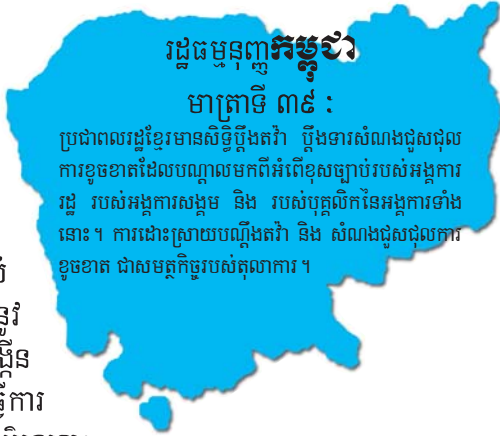 រដ្ឋធម្មនុញ្ញកម្ពុជា
មាត្រាទី ៣៩ ៖
ប្រជាពលរដ្ឋខ្មែរមានសិទ្ធិប្តឹងតវ៉ា ប្តឹងទារសំណងជួសជុល
ការខូចខាតដែលបណ្តាលមកពីអំពើខុសច្បាប់របស់អង្គការ
រដ្ឋ របស់អង្គការសង្គម និង របស់បុគ្គលិកនៃអង្គការទាំង
នោះ។ ការដោះស្រាយបណ្តឹងតវ៉ា និង សំណងជួសជុលការ
ខូចខាត ជាសមត្ថកិច្ចរបស់តុលាការ។
នូវ
ការ